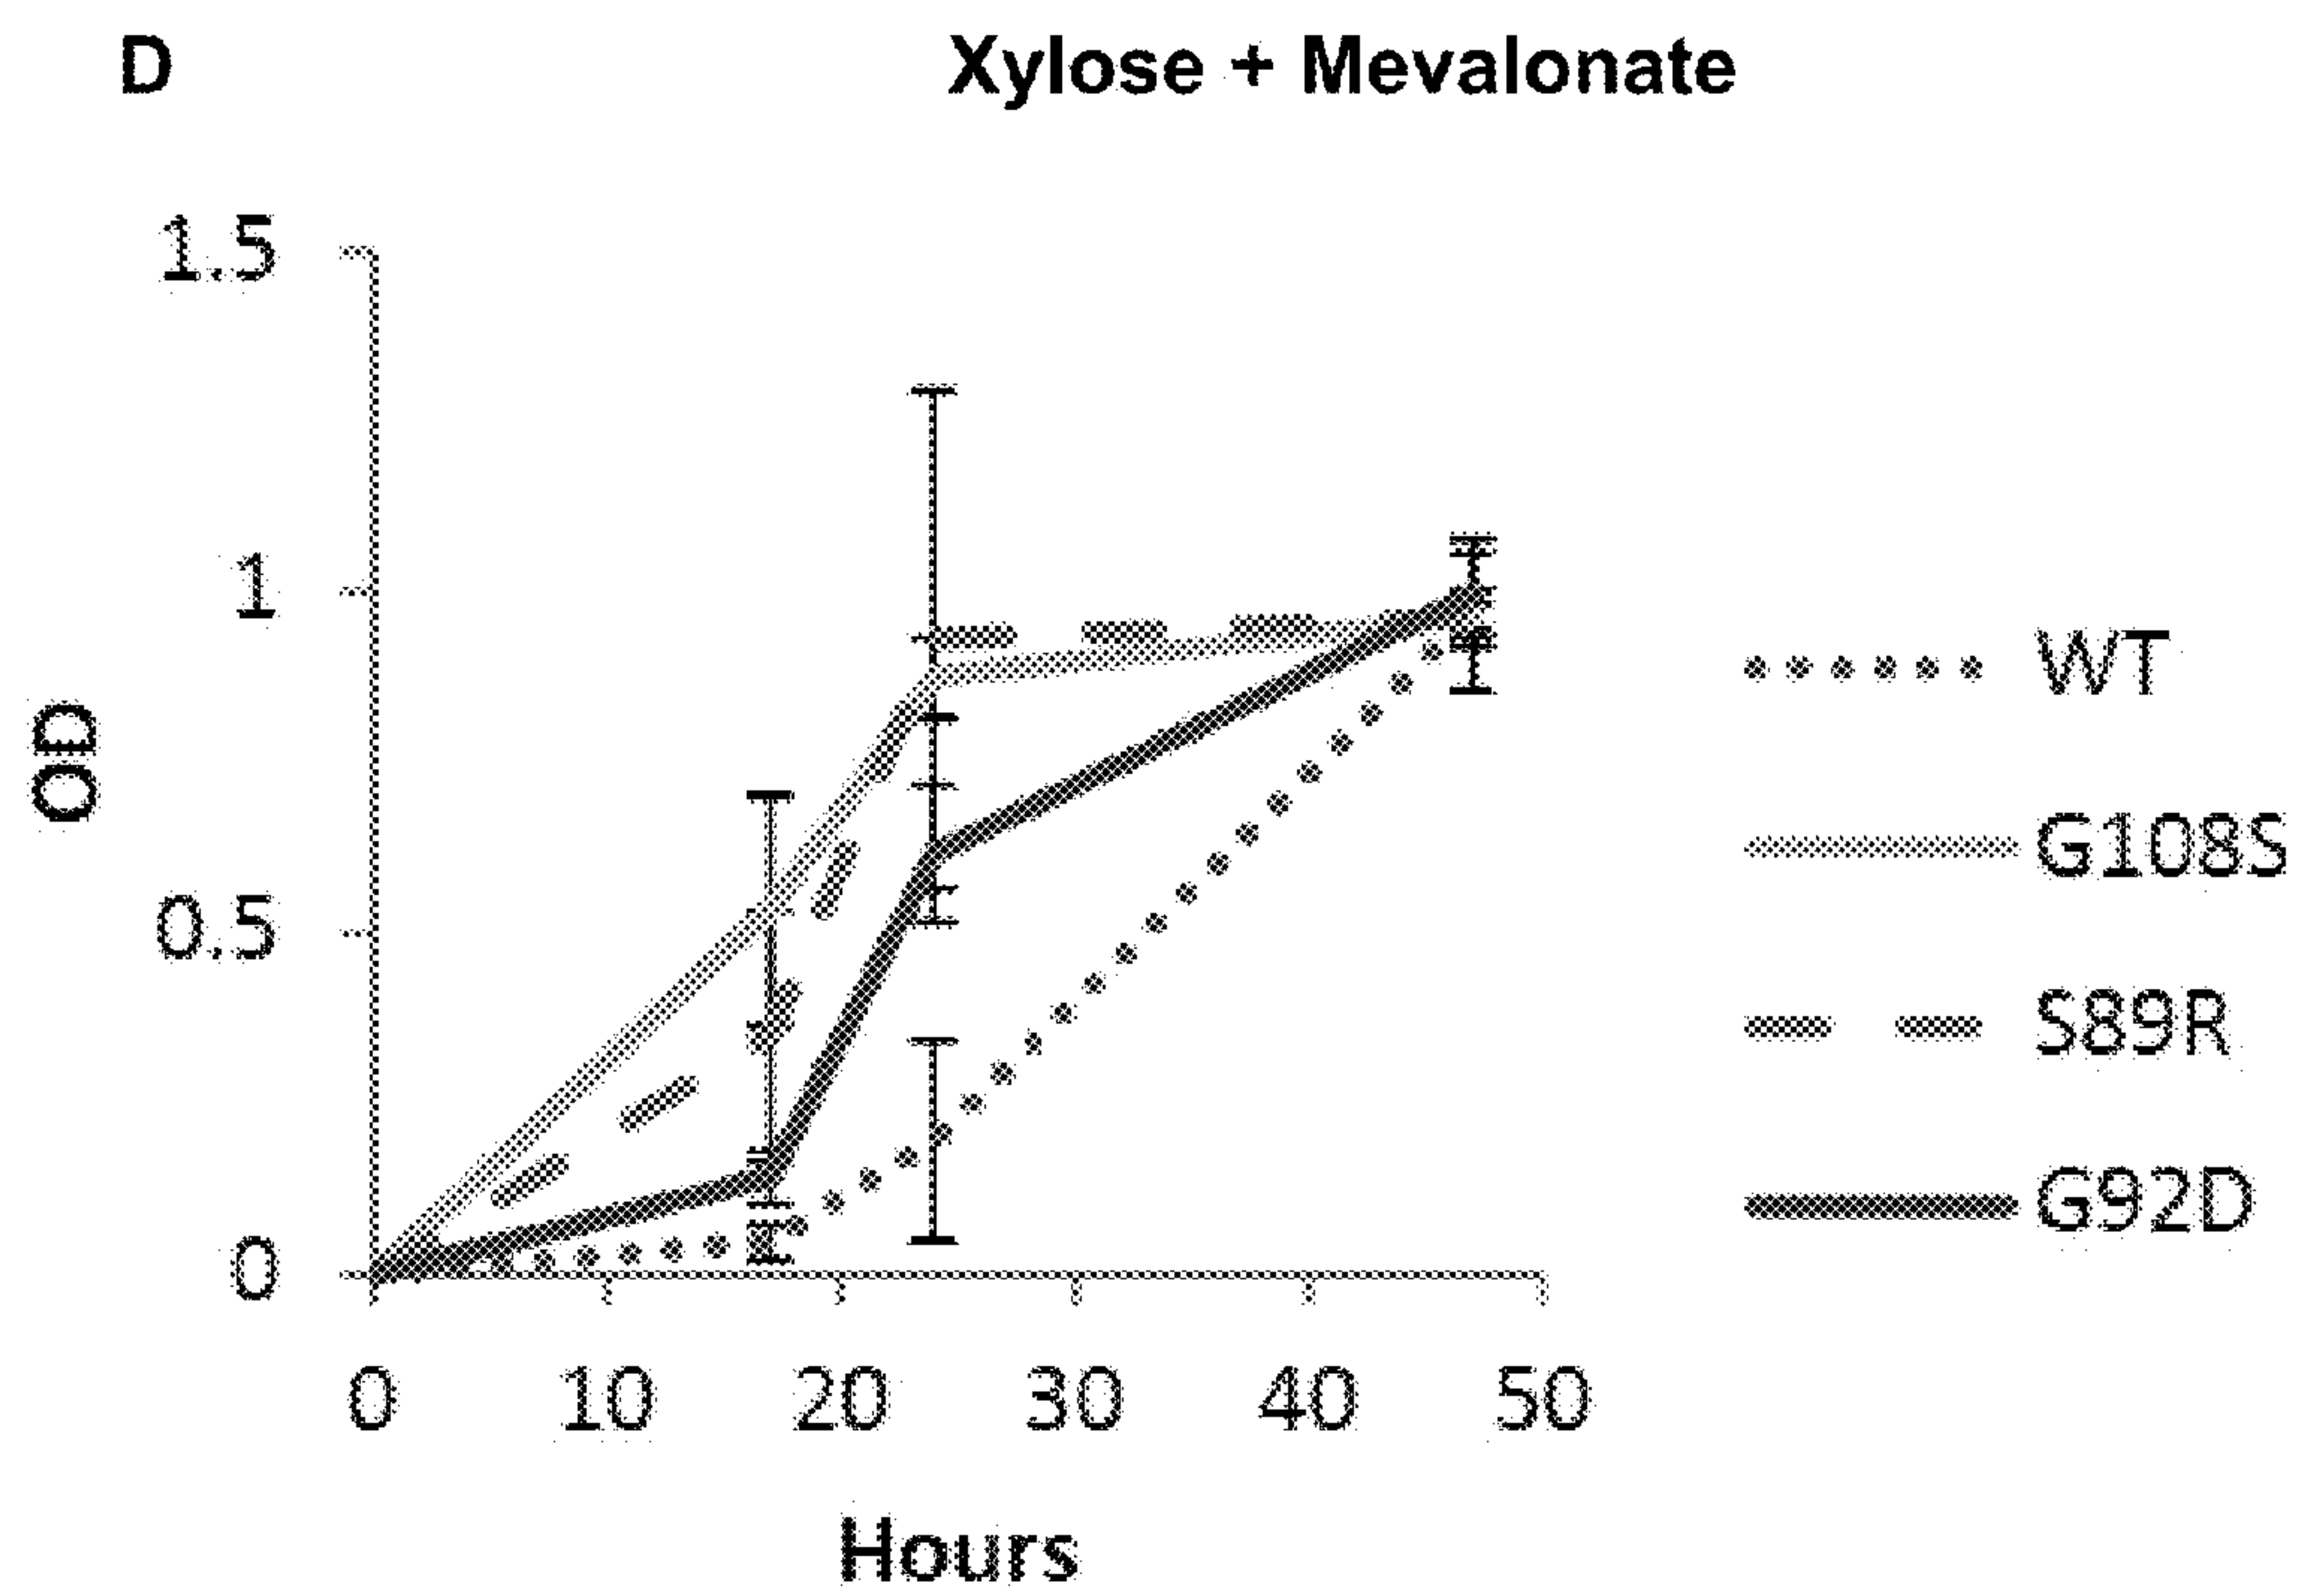 D
Xylose + Mevalonate
1.5
1
0.5
0
OD
0 10 20 30 40 50
Hours
WT
G108S
S89R
G92D